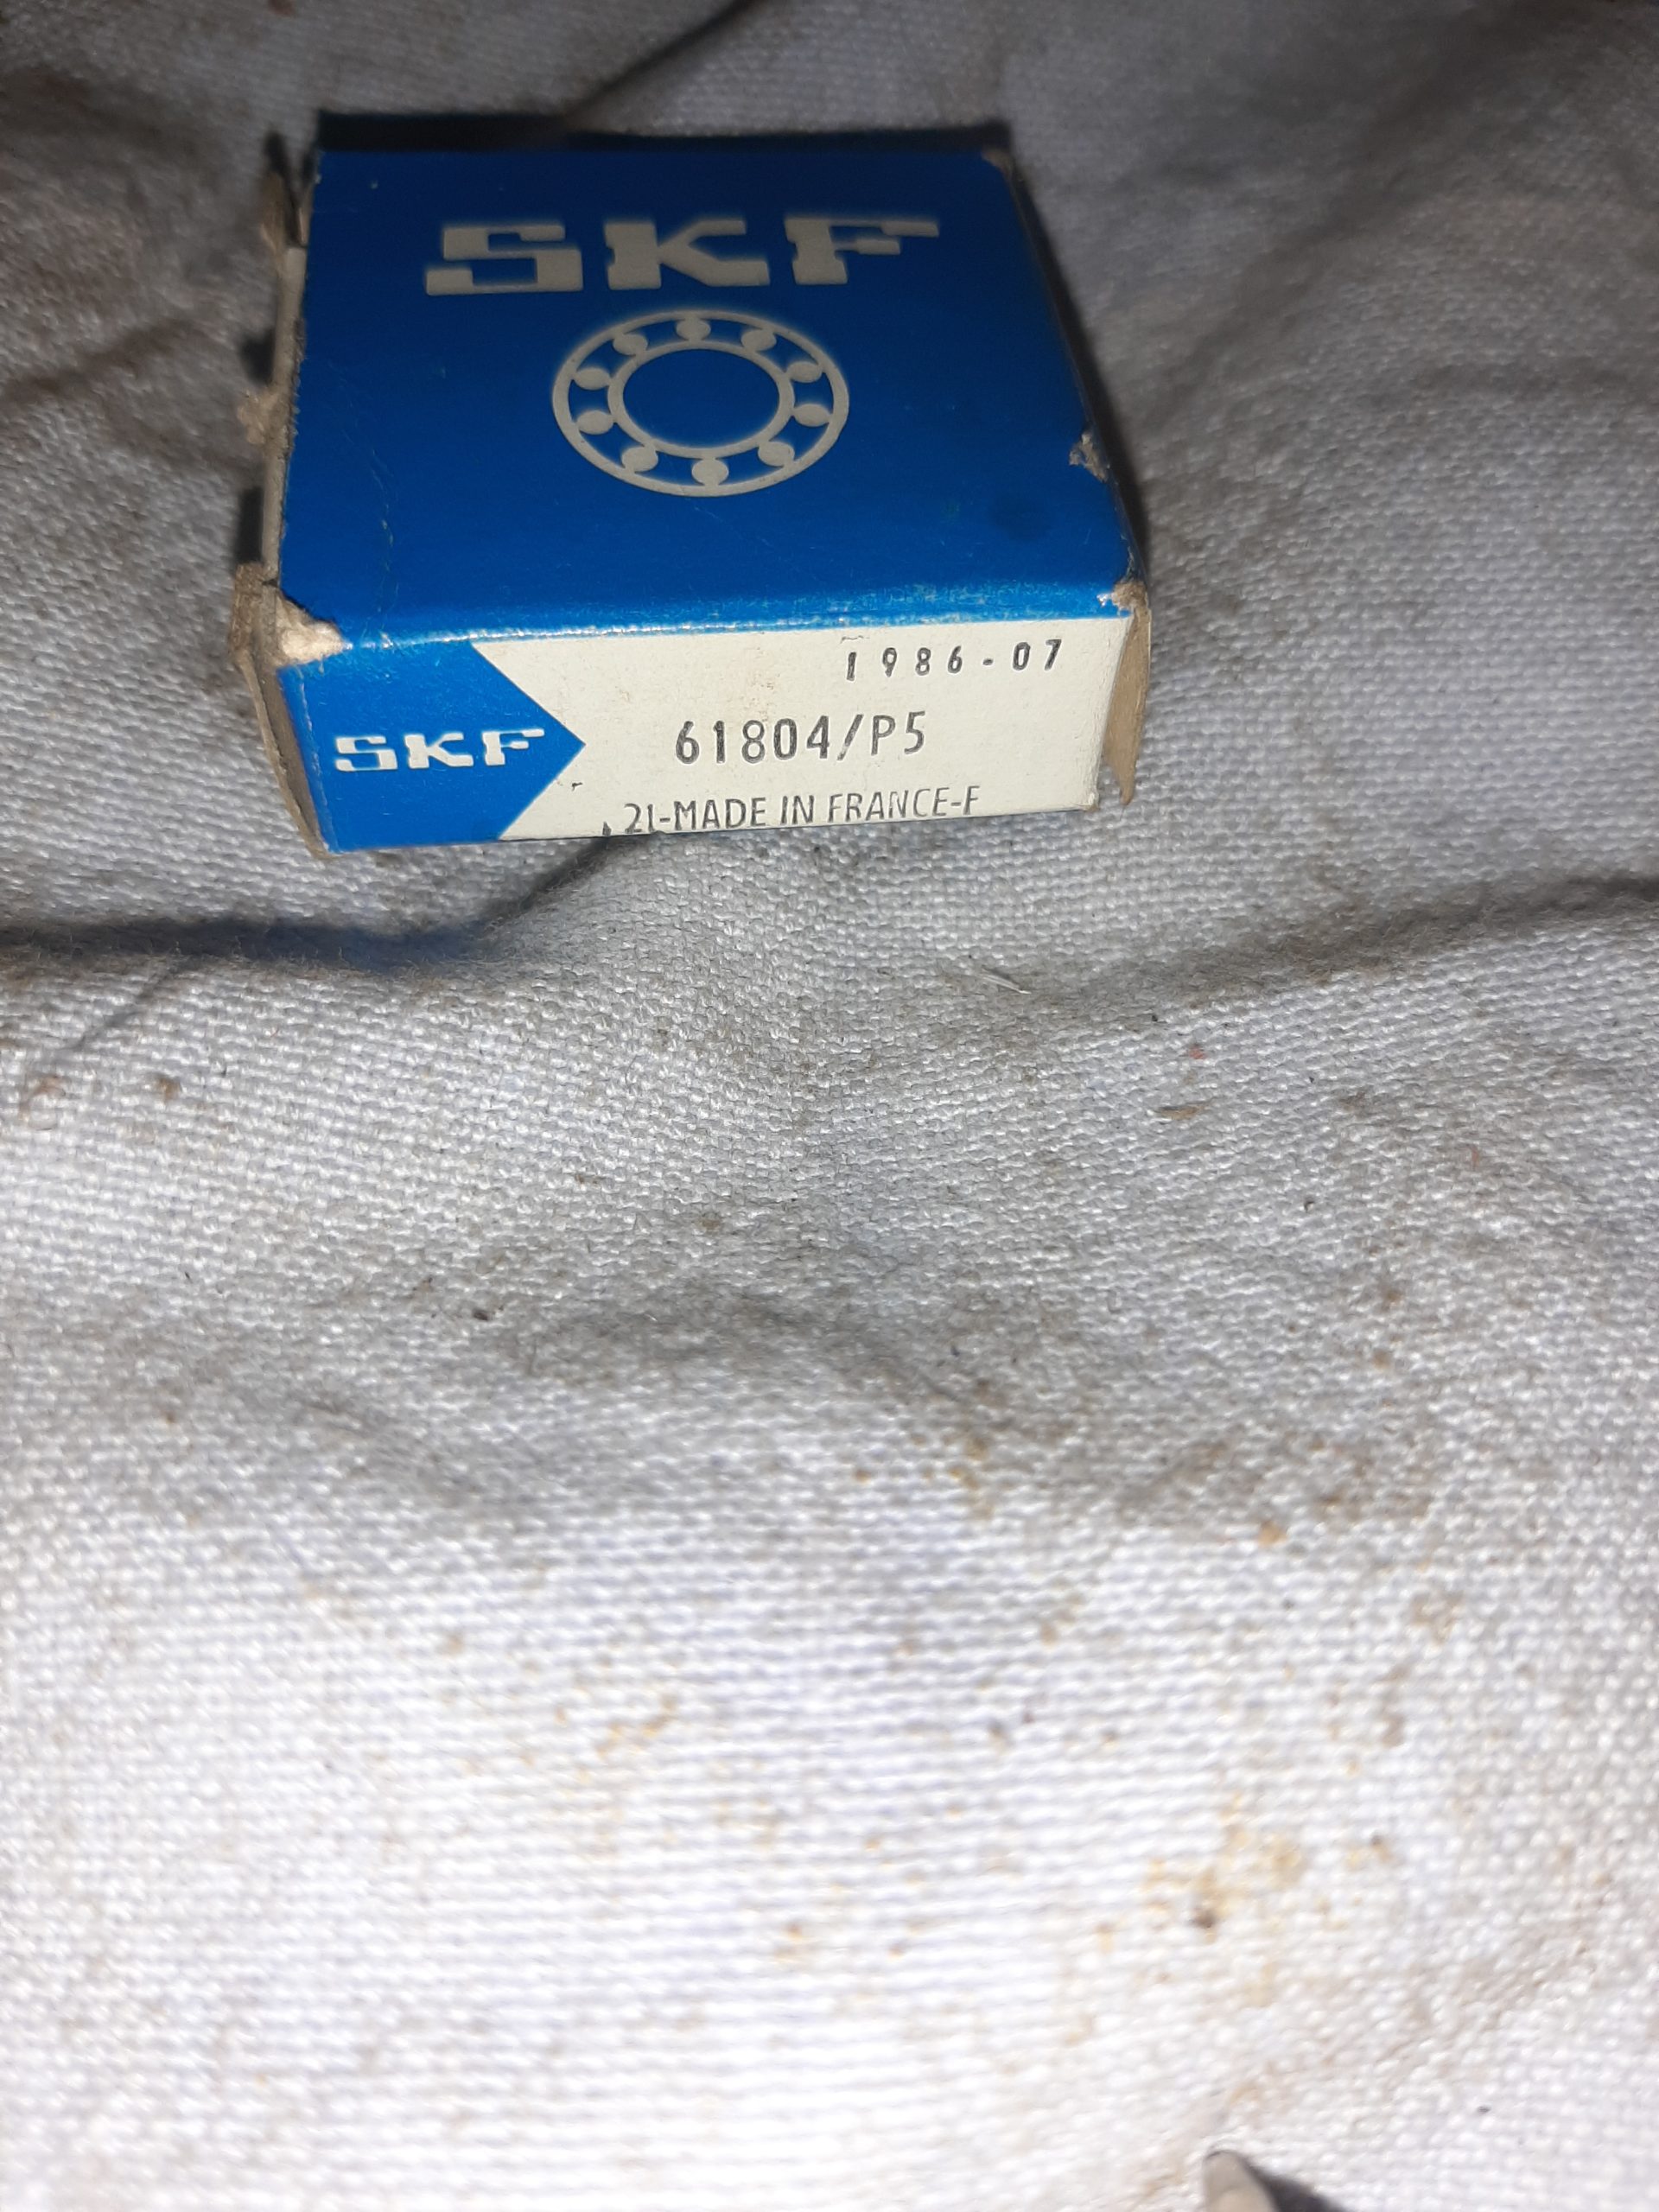 SKF
1986-07
61804/P5
SKF
21-MADE IN FRANCE-F